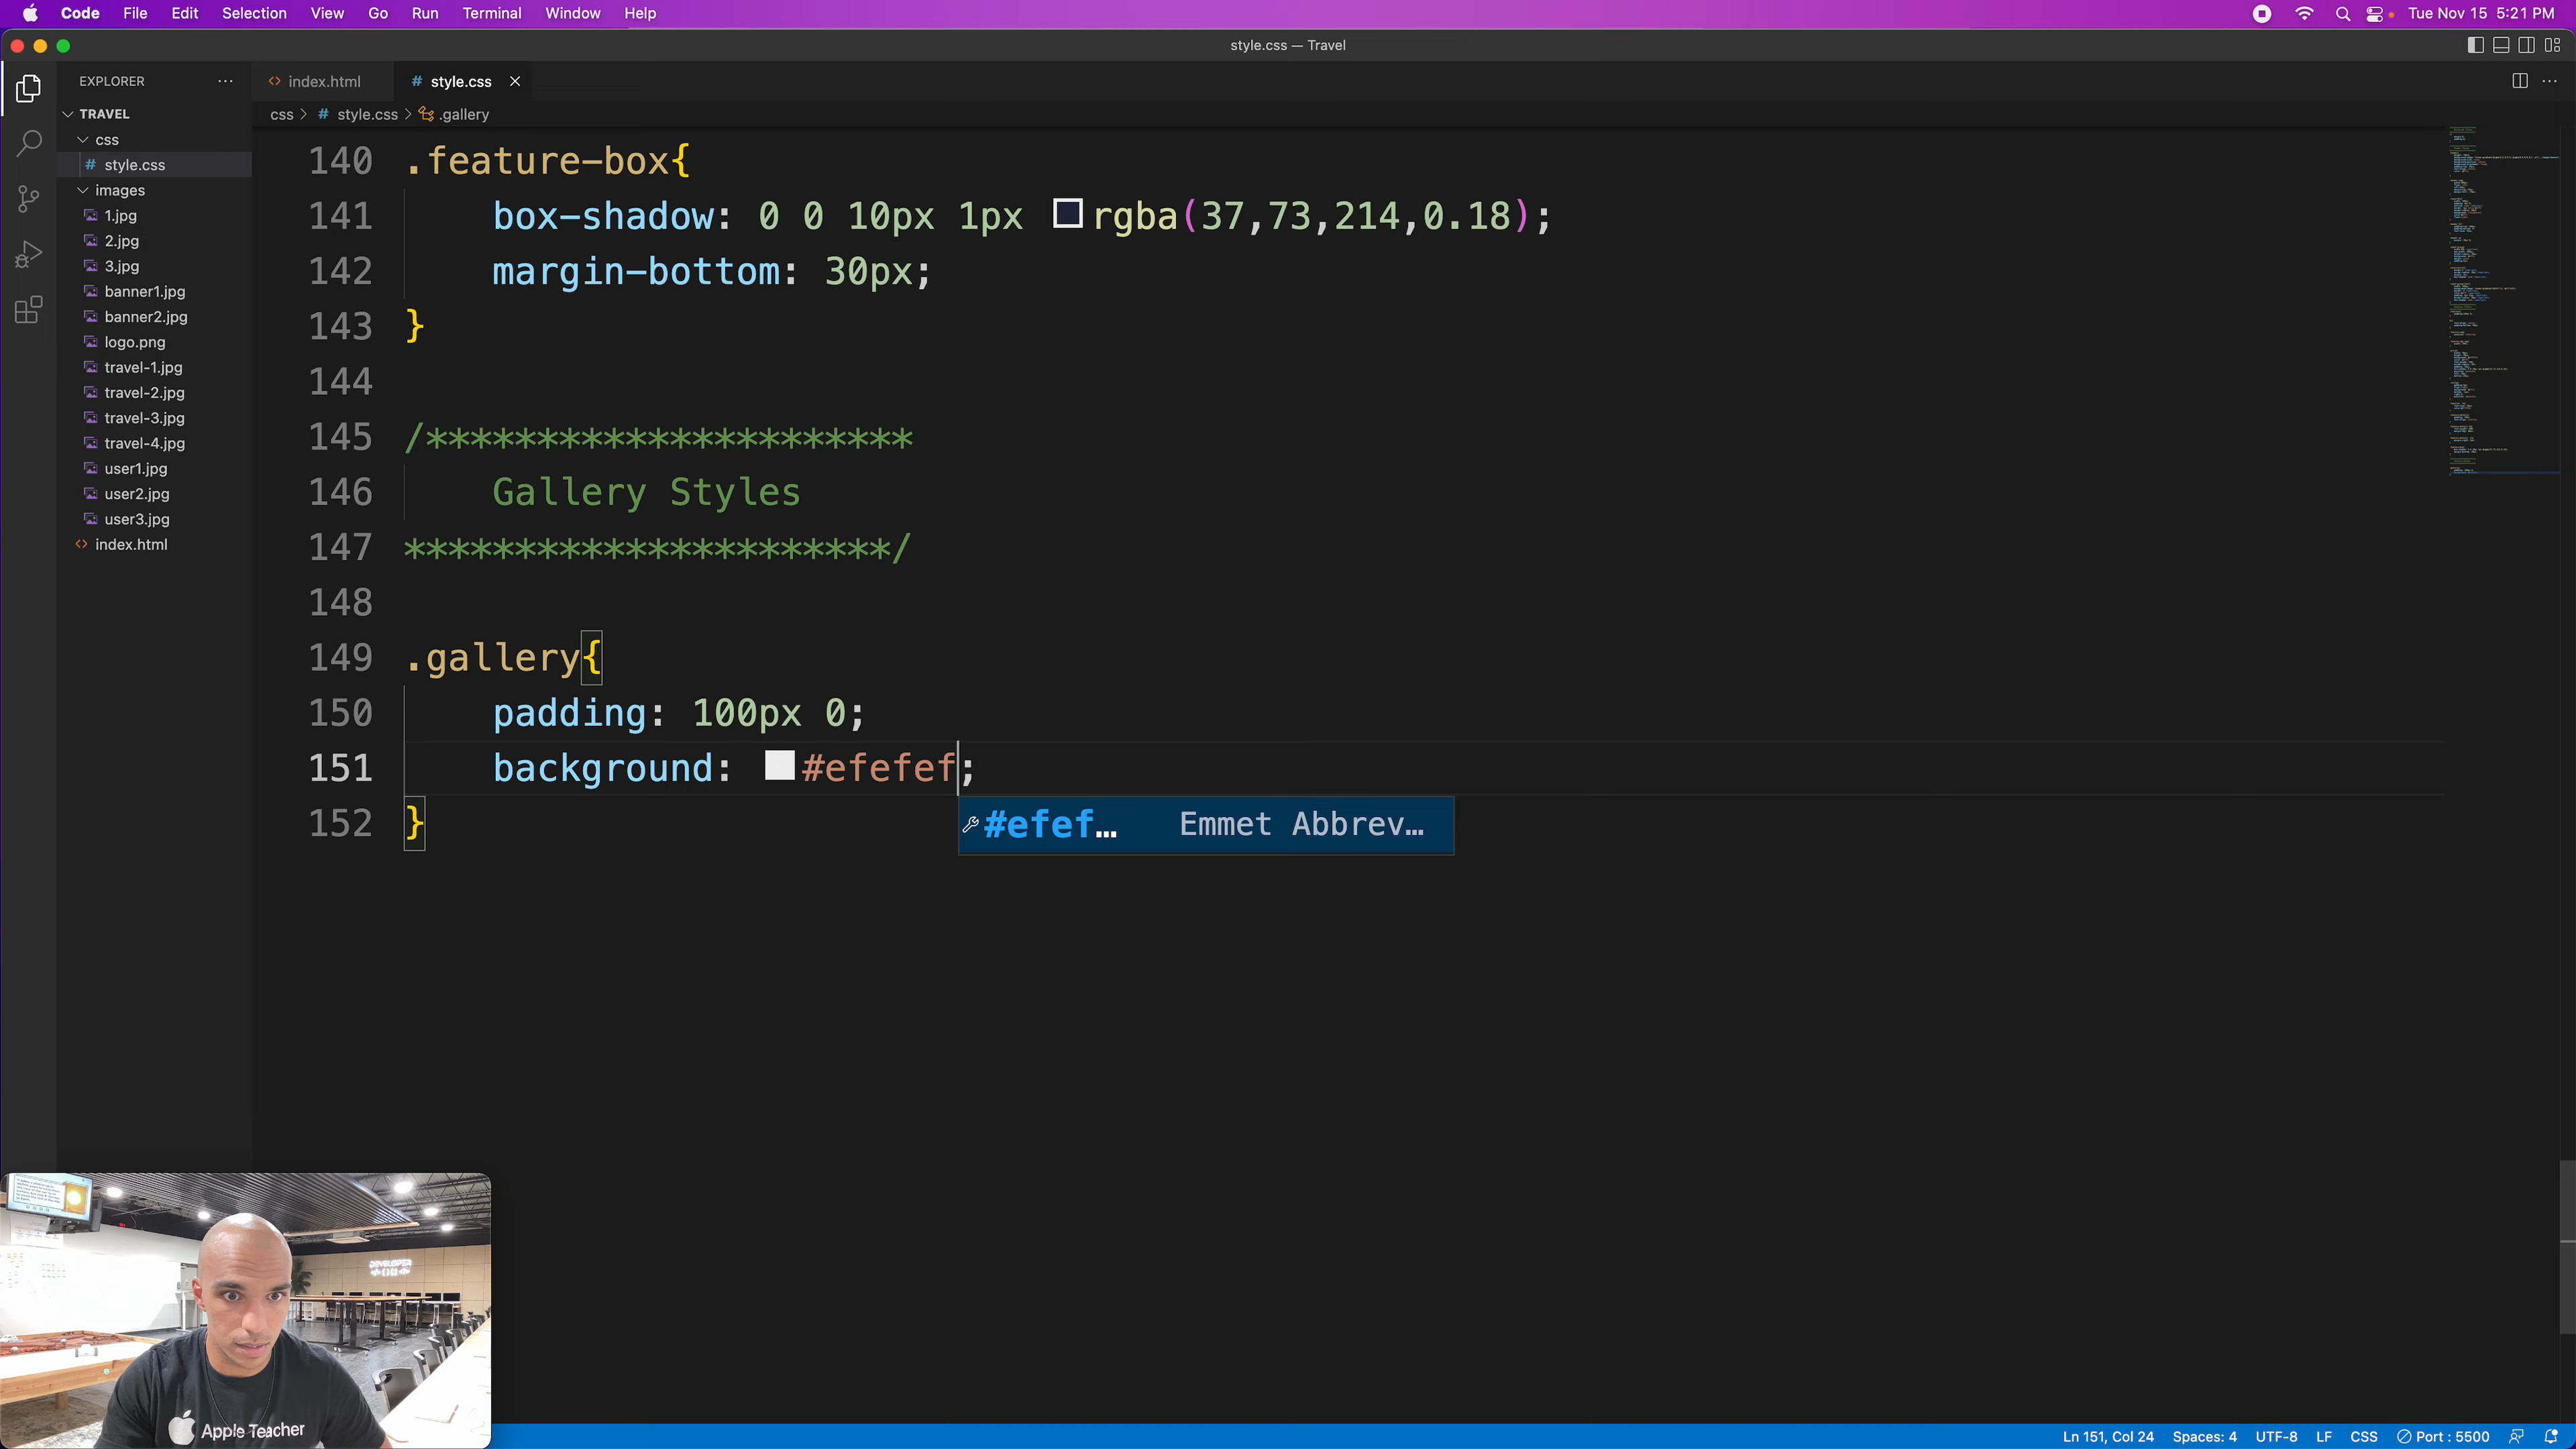 Code File Edit Selection View Go Run Terminal Window Help Tue Nov 15 5:21 PM
style.css — Travel
EXPLORER ··· index.html # style.css
TRAVEL css > # style.css > .gallery
css
# style.css
images
1.jpg
2.jpg
3.jpg
banner1.jpg
banner2.jpg
logo.png
travel-1.jpg
travel-2.jpg
travel-3.jpg
travel-4.jpg
user1.jpg
user2.jpg
user3.jpg
index.html
140 .feature-box{
141 box-shadow: 0 0 10px 1px rgba(37,73,214,0.18);
142 margin-bottom: 30px;
143 }
144
145 /**********************
146 Gallery Styles
147 **********************/
148
149 .gallery{
150 padding: 100px 0;
151 background: #efefef;
152 }
#efef… Emmet Abbrev…
DEVELOPER
Apple Teacher
Ln 151, Col 24 Spaces: 4 UTF-8 LF CSS Port : 5500